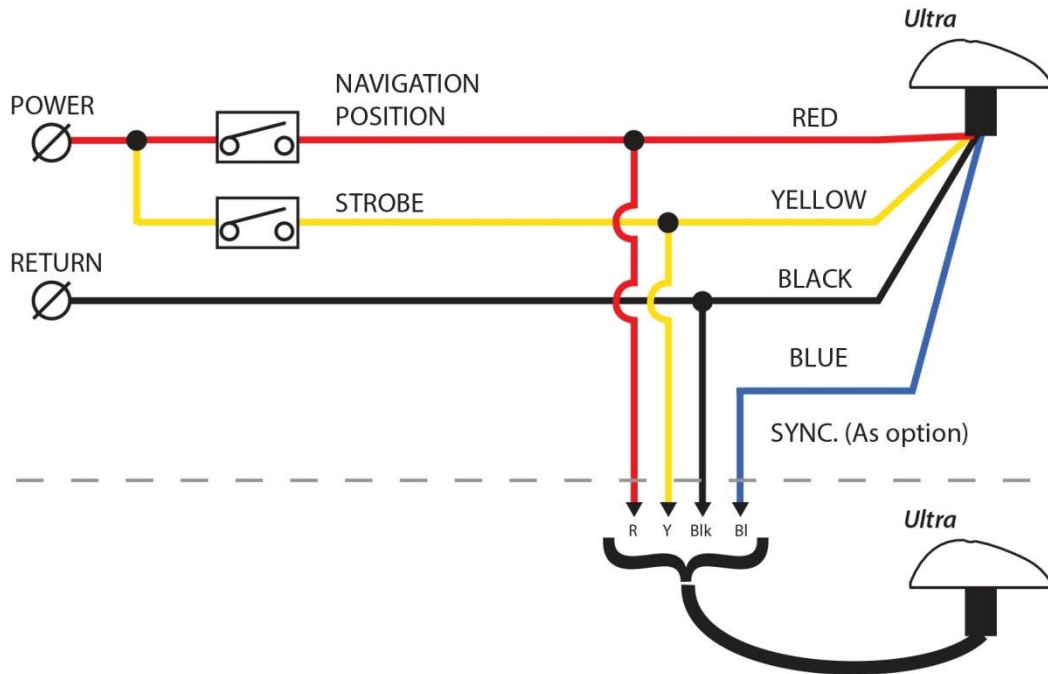 Ultra
NAVIGATION
POSITION
POWER
RED
STROBE
YELLOW
RETURN
BLACK
BLUE
SYNC. (As option)
R Y Blk Bl
Ultra